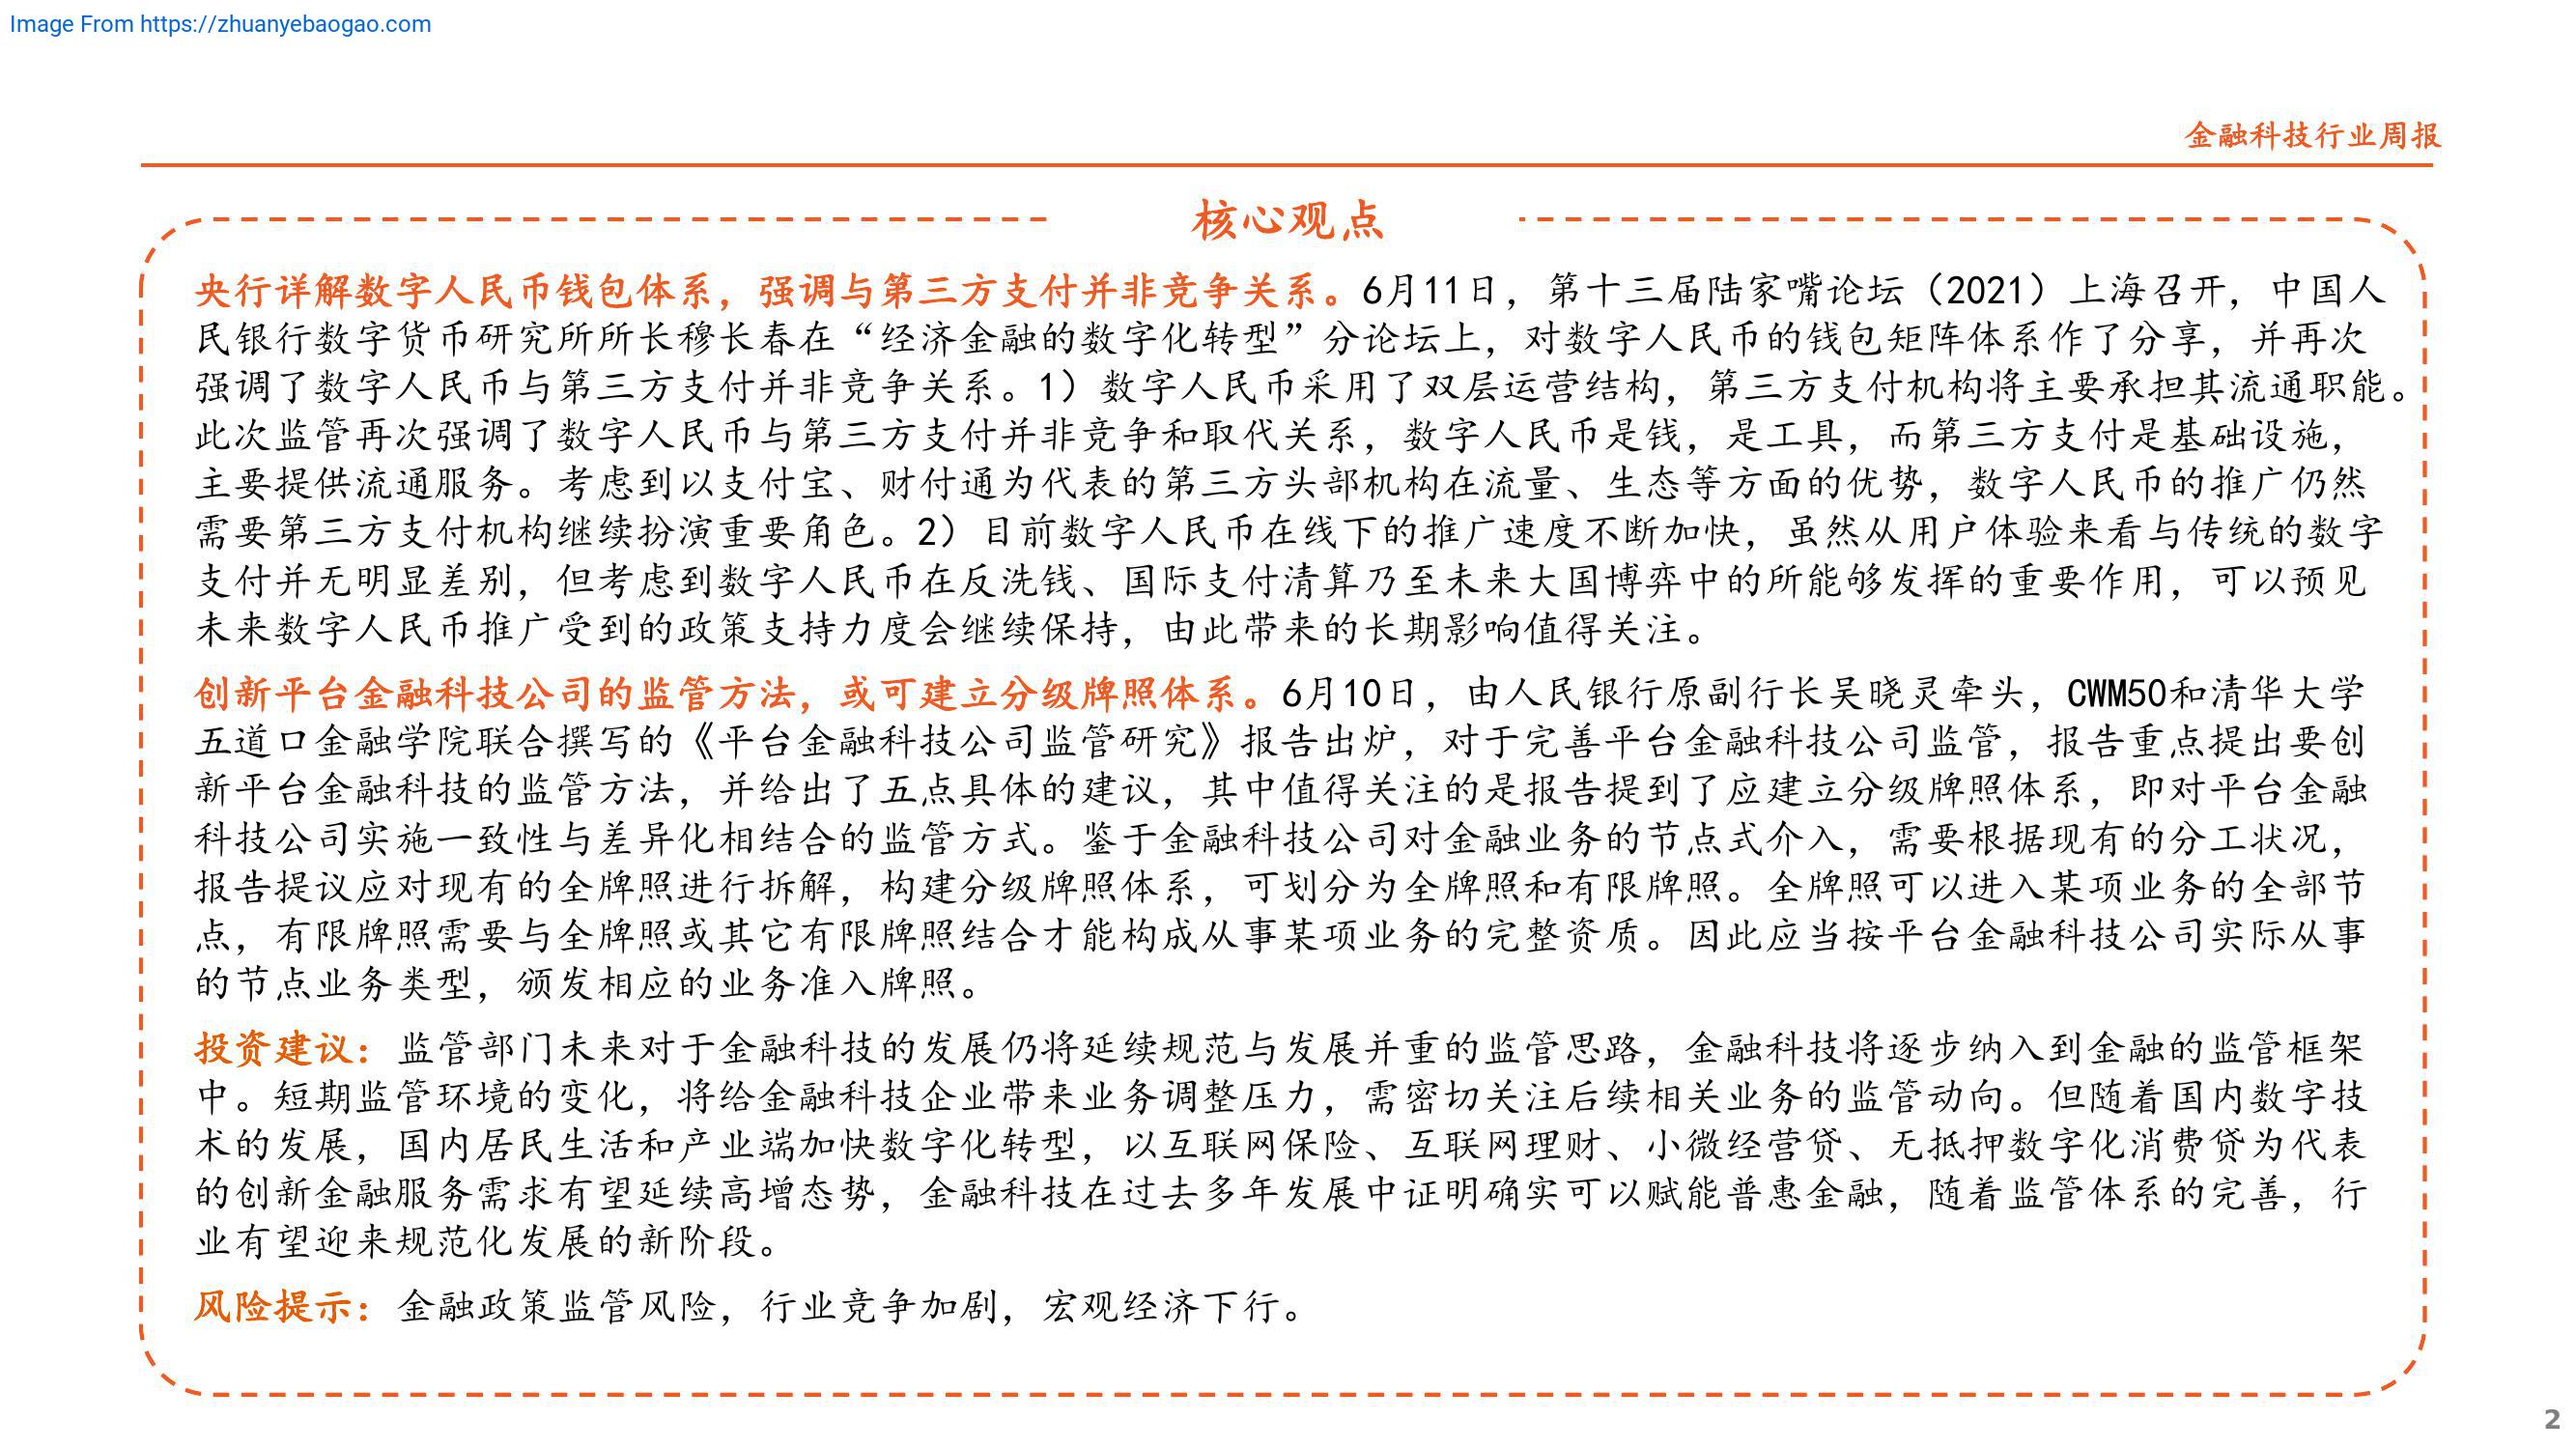 Image From https://zhuanyebaogao.com
金融科技行业周报
核心观点
央行详解数字人民币钱包体系，强调与第三方支付并非竞争关系。6月11日，第十三届陆家嘴论坛（2021）上海召开，中国人
民银行数字货币研究所所长穆长春在“经济金融的数字化转型”分论坛上，对数字人民币的钱包矩阵体系作了分享，并再次
强调了数字人民币与第三方支付并非竞争关系。1）数字人民币采用了双层运营结构，第三方支付机构将主要承担其流通职能。
此次监管再次强调了数字人民币与第三方支付并非竞争和取代关系，数字人民币是钱，是工具，而第三方支付是基础设施，
主要提供流通服务。考虑到以支付宝、财付通为代表的第三方头部机构在流量、生态等方面的优势，数字人民币的推广仍然
需要第三方支付机构继续扮演重要角色。2）目前数字人民币在线下的推广速度不断加快，虽然从用户体验来看与传统的数字
支付并无明显差别，但考虑到数字人民币在反洗钱、国际支付清算乃至未来大国博弈中的所能够发挥的重要作用，可以预见
未来数字人民币推广受到的政策支持力度会继续保持，由此带来的长期影响值得关注。
创新平台金融科技公司的监管方法，或可建立分级牌照体系。6月10日，由人民银行原副行长吴晓灵牵头，CWM50和清华大学
五道口金融学院联合撰写的《平台金融科技公司监管研究》报告出炉，对于完善平台金融科技公司监管，报告重点提出要创
新平台金融科技的监管方法，并给出了五点具体的建议，其中值得关注的是报告提到了应建立分级牌照体系，即对平台金融
科技公司实施一致性与差异化相结合的监管方式。鉴于金融科技公司对金融业务的节点式介入，需要根据现有的分工状况，
报告提议应对现有的全牌照进行拆解，构建分级牌照体系，可划分为全牌照和有限牌照。全牌照可以进入某项业务的全部节
点，有限牌照需要与全牌照或其它有限牌照结合才能构成从事某项业务的完整资质。因此应当按平台金融科技公司实际从事
的节点业务类型，颁发相应的业务准入牌照。
投资建议：监管部门未来对于金融科技的发展仍将延续规范与发展并重的监管思路，金融科技将逐步纳入到金融的监管框架
中。短期监管环境的变化，将给金融科技企业带来业务调整压力，需密切关注后续相关业务的监管动向。但随着国内数字技
术的发展，国内居民生活和产业端加快数字化转型，以互联网保险、互联网理财、小微经营贷、无抵押数字化消费贷为代表
的创新金融服务需求有望延续高增态势，金融科技在过去多年发展中证明确实可以赋能普惠金融，随着监管体系的完善，行
业有望迎来规范化发展的新阶段。
风险提示：金融政策监管风险，行业竞争加剧，宏观经济下行。
2